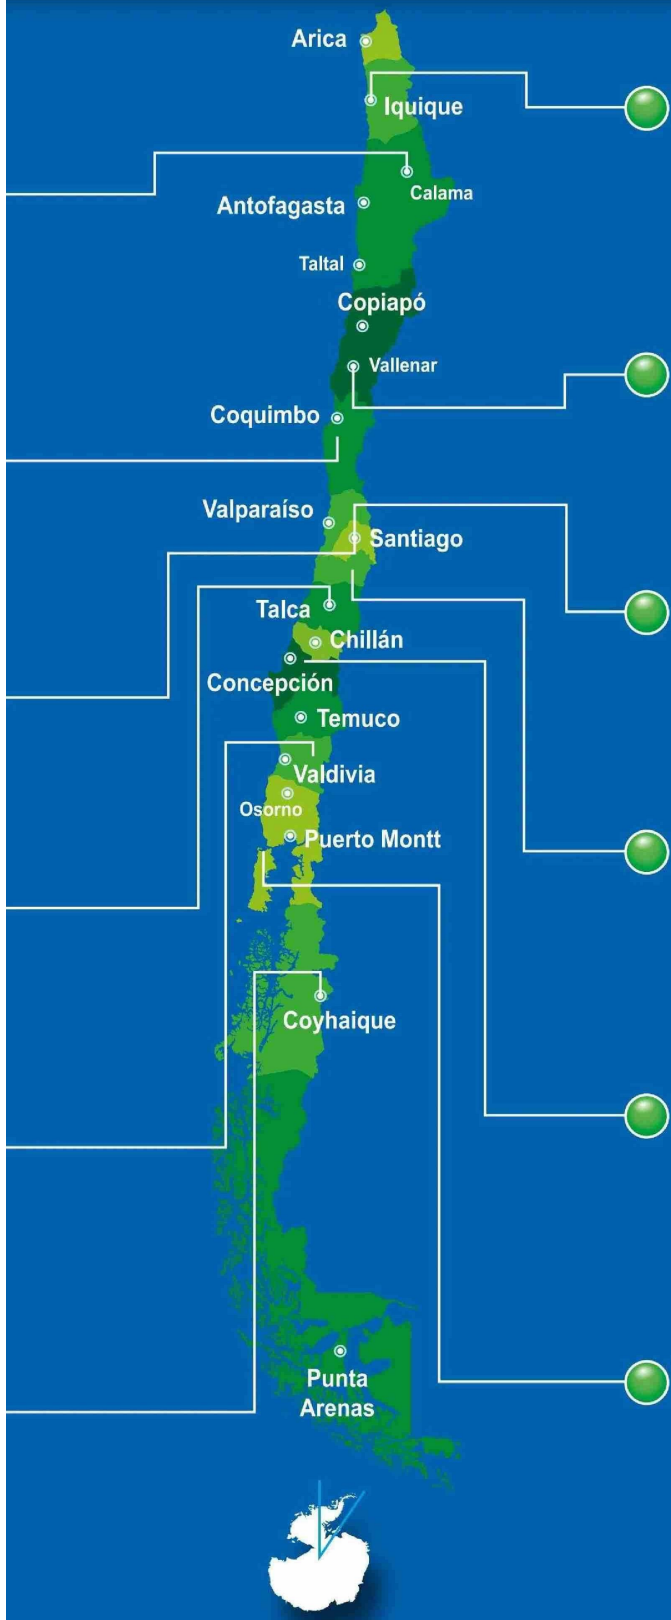 Arica
Iquique
Calama
Antofagasta
Taltal
Copiapó
Vallenar
Coquimbo
Valparaíso
Santiago
Talca
Chillán
Concepción
Temuco
Valdivia
Osorno
Puerto Montt
Coyhaique
Punta
Arenas